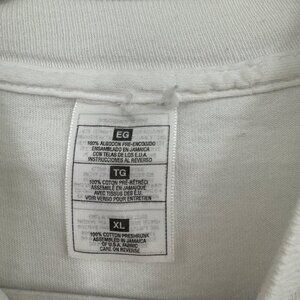 EG
100% ALGODON PRE-ENCOGIDO
ENSAMBLADO EN JAMAICA
CON TELAS DE LOS E.U.A.
INSTRUCCIONES AL REVERSO
TG
100% COTON PRÉ-RÉTRÉCI
ASSEMBLÉ EN JAMAIQUE
AVEC TISSUS DES E.U.
VOIR VERSO POUR ENTRETIEN
XL
100% COTTON PRESHRUNK
ASSEMBLED IN JAMAICA
OF U.S. FABRIC
CARE ON REVERSE